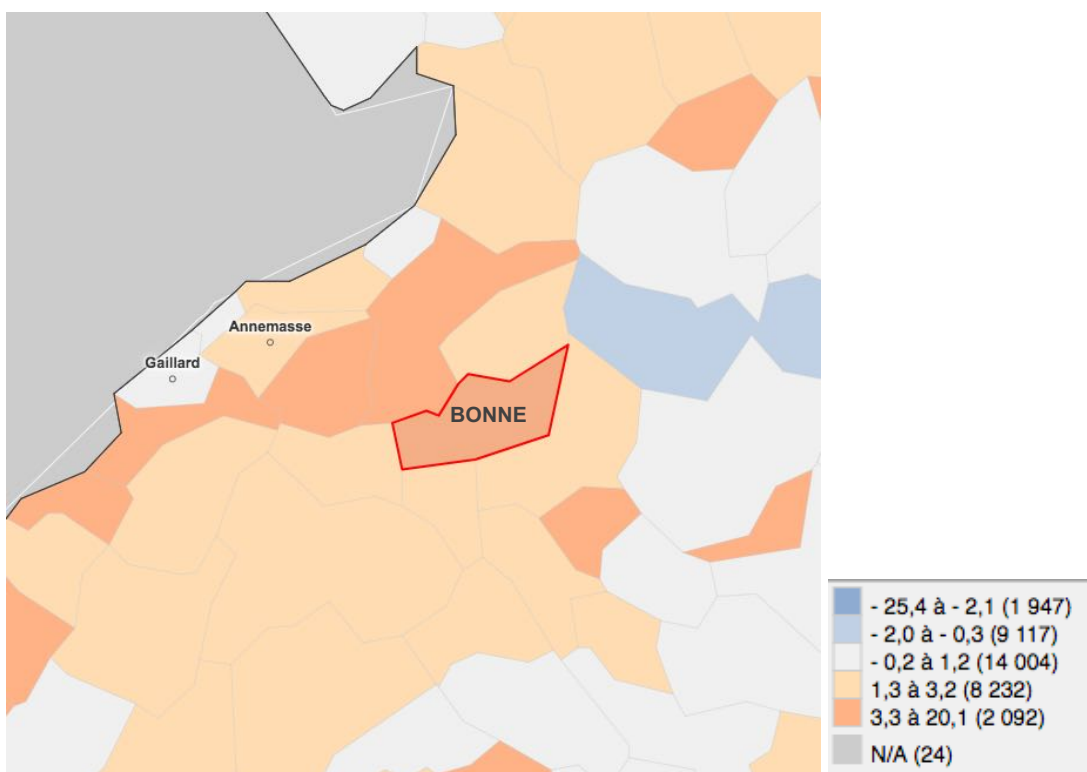 Annemasse
Gaillard
BONNE
- 25,4 à - 2,1 (1 947)
- 2,0 à - 0,3 (9 117)
- 0,2 à 1,2 (14 004)
1,3 à 3,2 (8 232)
3,3 à 20,1 (2 092)
N/A (24)